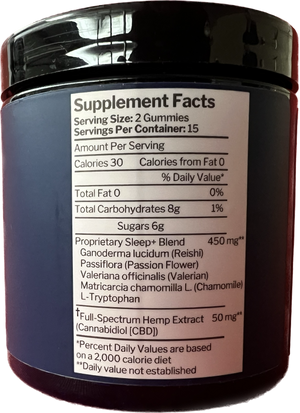 Supplement Facts
Serving Size: 2 Gummies
Servings Per Container: 15
Amount Per Serving
Calories 30 Calories from Fat 0
% Daily Value*
Total Fat 0 0%
Total Carbohydrates 8g 1%
Sugars 6g
Proprietary Sleep+ Blend 450 mg**
Ganoderma lucidum (Reishi)
Passiflora (Passion Flower)
Valeriana officinalis (Valerian)
Matricarcia chamomilla L. (Chamomile)
L-Tryptophan
†Full-Spectrum Hemp Extract 50 mg**
(Cannabidiol [CBD])
*Percent Daily Values are based
on a 2,000 calorie diet
**Daily value not established